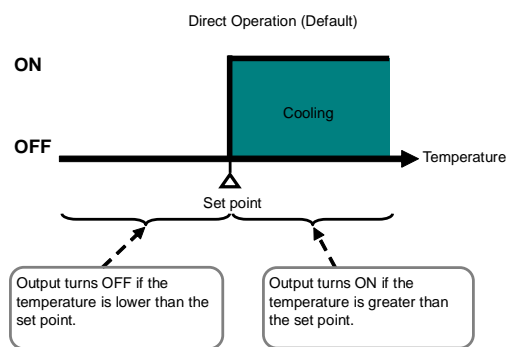 Direct Operation (Default)
ON
Cooling
OFF
Temperature
Set point
Output turns OFF if the
temperature is lower than the
set point.
Output turns ON if the
temperature is greater than
the set point.